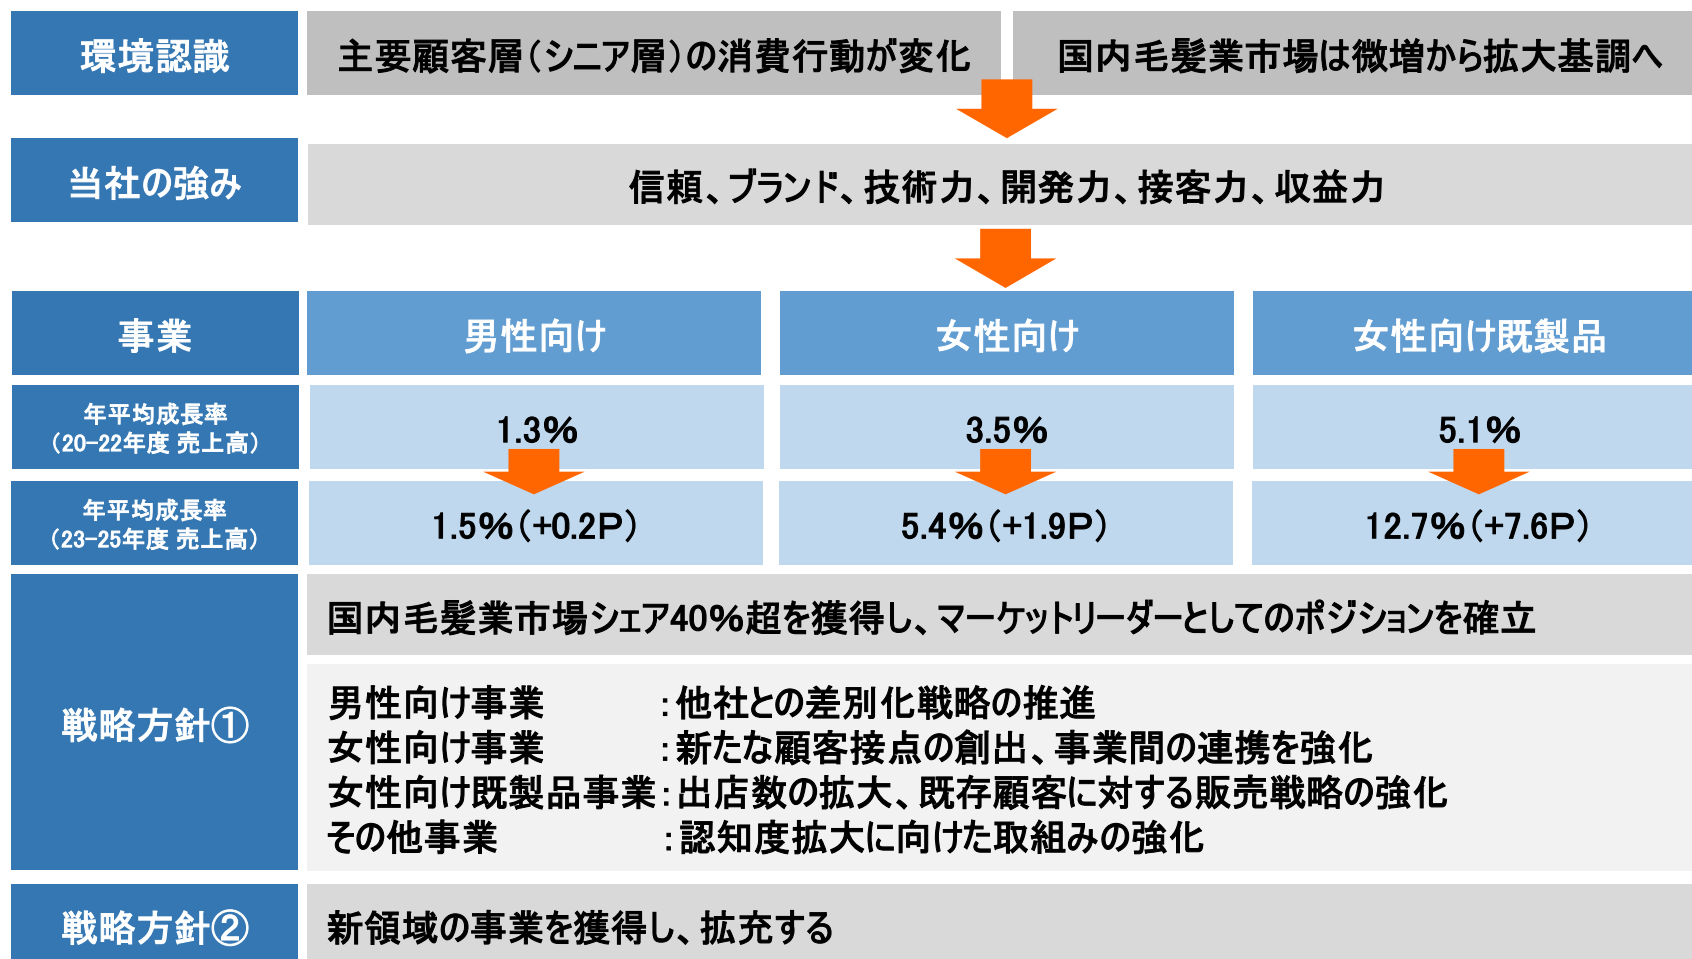 環境認識
主要顧客層（シニア層）の消費行動が変化
国内毛髪業市場は微増から拡大基調へ
当社の強み
信頼、ブランド、技術力、開発力、接客力、収益力
事業
男性向け
女性向け
女性向け既製品
年平均成長率
（20-22年度 売上高）
1.3％
3.5％
5.1％
年平均成長率
（23-25年度 売上高）
1.5％（+0.2Ｐ）
5.4％（+1.9Ｐ）
12.7％（+7.6Ｐ）
戦略方針①
国内毛髪業市場シェア40％超を獲得し、マーケットリーダーとしてのポジションを確立
男性向け事業　　　：他社との差別化戦略の推進
女性向け事業　　　：新たな顧客接点の創出、事業間の連携を強化
女性向け既製品事業：出店数の拡大、既存顧客に対する販売戦略の強化
その他事業　　　　：認知度拡大に向けた取組みの強化
戦略方針②
新領域の事業を獲得し、拡充する